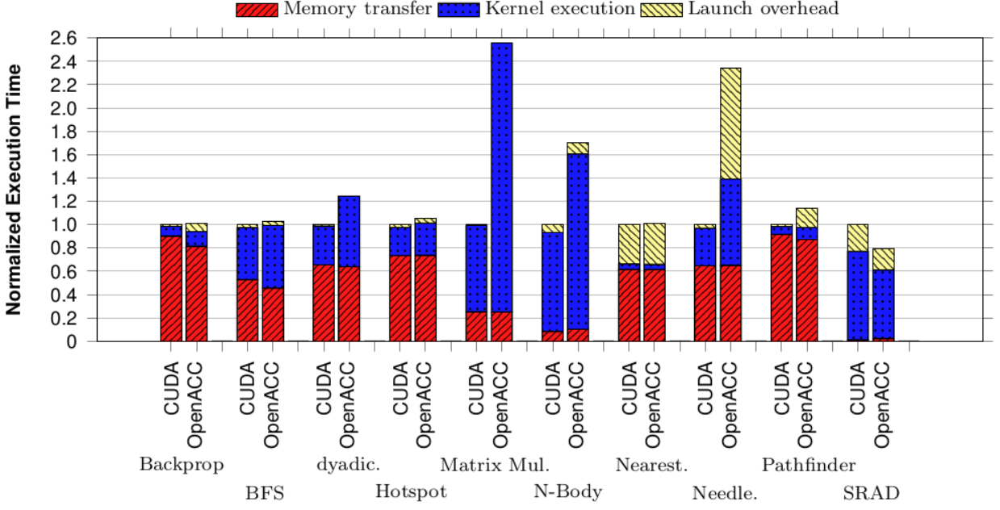 Memory transfer Kernel execution Launch overhead
Normalized Execution Time
2.6
2.4
2.2
2.0
1.8
1.6
1.4
1.2
1.0
0.8
0.6
0.4
0.2
0
CUDA
OpenACC
CUDA
OpenACC
CUDA
OpenACC
CUDA
OpenACC
CUDA
OpenACC
CUDA
OpenACC
CUDA
OpenACC
CUDA
OpenACC
CUDA
OpenACC
CUDA
OpenACC
Backprop dyadic. Matrix Mul. Nearest. Pathfinder
BFS Hotspot N-Body Needle. SRAD